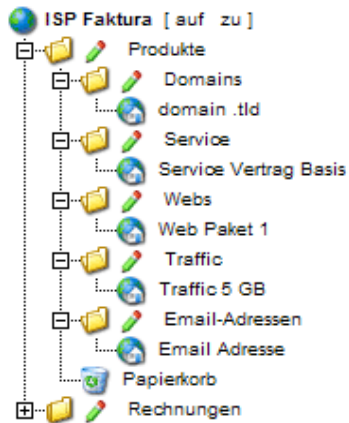 ISP Faktura [ auf zu ]
Produkte
Domains
domain .tld
Service
Service Vertrag Basis
Webs
Web Paket 1
Traffic
Traffic 5 GB
Email-Adressen
Email Adresse
Papierkorb
Rechnungen